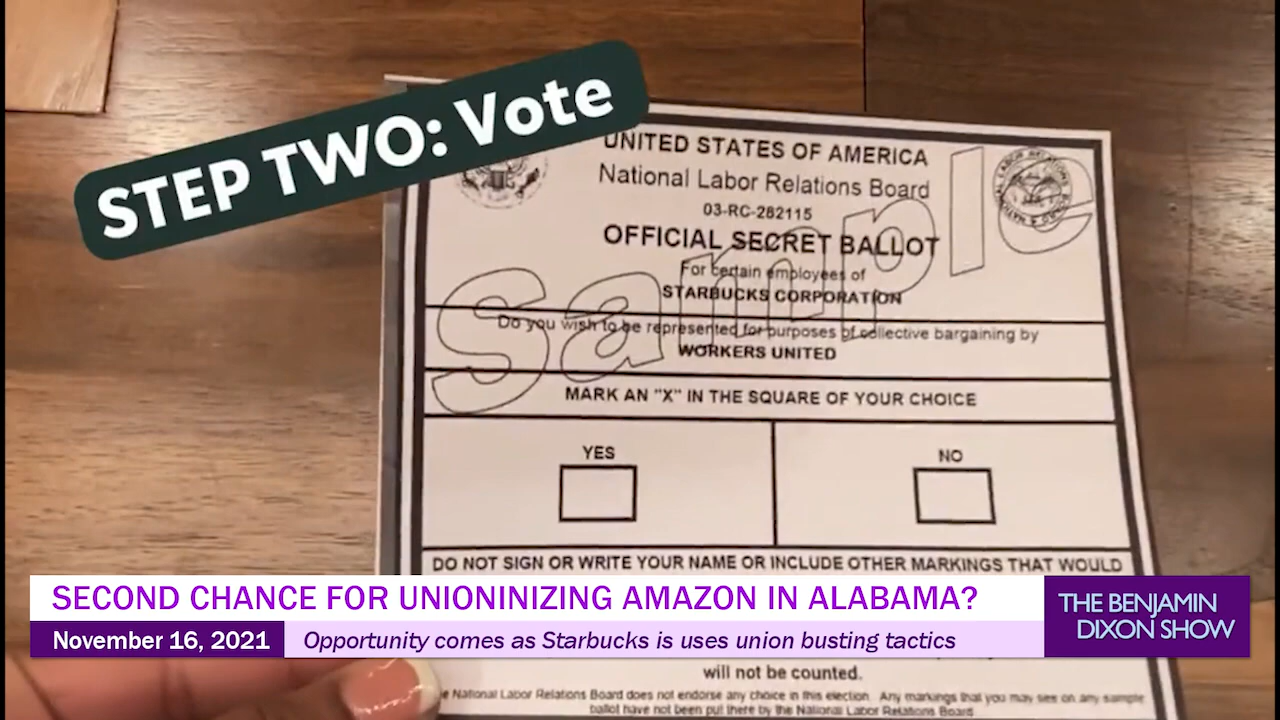 STEP TWO: Vote
UNITED STATES OF AMERICA
National Labor Relations Board
03-RC-282115
OFFICIAL SECRET BALLOT
For certain employees of
STARBUCKS CORPORATION
Sample
Do you wish to be represented for purposes of collective bargaining by
WORKERS UNITED
MARK AN "X" IN THE SQUARE OF YOUR CHOICE
YES
NO
DO NOT SIGN OR WRITE YOUR NAME OR INCLUDE OTHER MARKINGS THAT WOULD
SECOND CHANCE FOR UNIONINIZING AMAZON IN ALABAMA?
November 16, 2021
Opportunity comes as Starbucks is uses union busting tactics
THE BENJAMIN
DIXON SHOW
will not be counted.
National Labor Relations Board does not endorse any choice in this election. Any markings that you may see on any sample
ballot have not been put there by the National Labor Relations Board